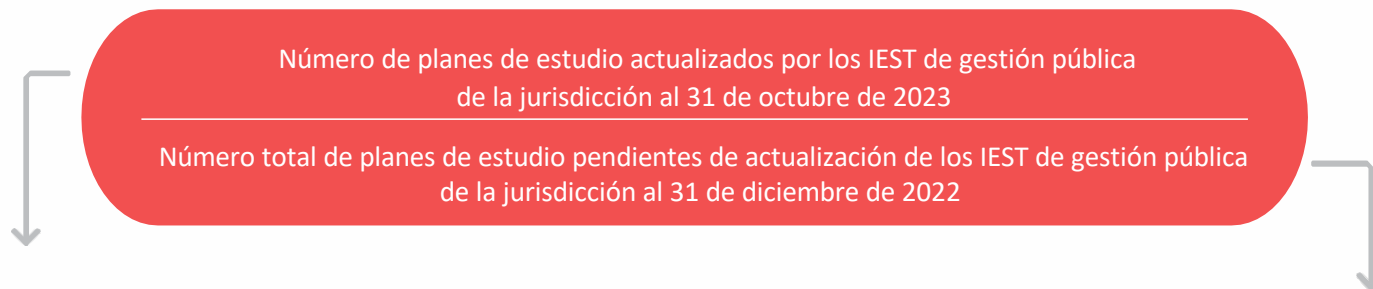 Número de planes de estudio actualizados por los IEST de gestión pública
de la jurisdicción al 31 de octubre de 2023
Número total de planes de estudio pendientes de actualización de los IEST de gestión pública
de la jurisdicción al 31 de diciembre de 2022